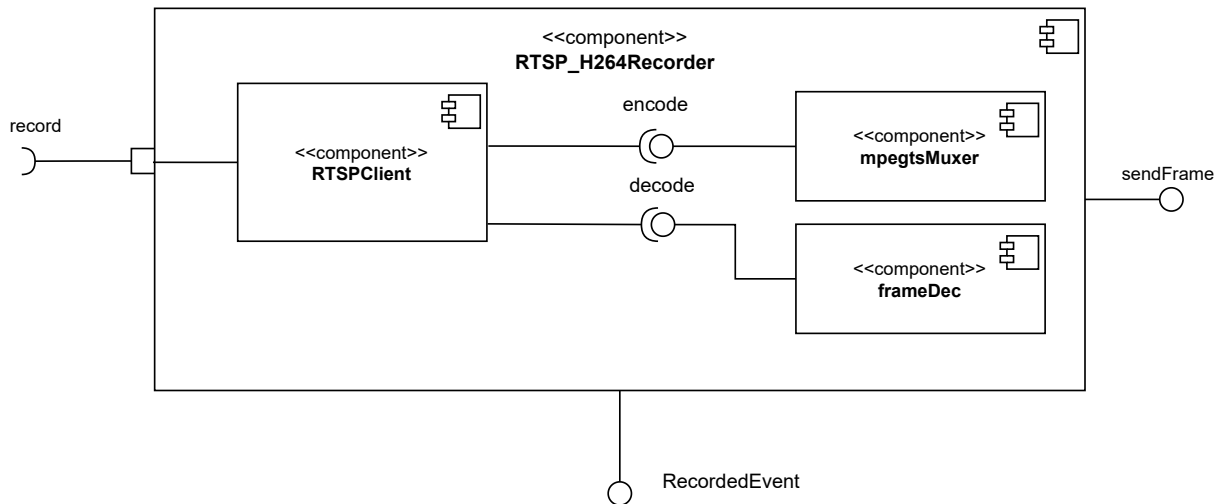 <<component>>
RTSP_H264Recorder
record
<<component>>
RTSPClient
encode
decode
<<component>>
mpegtsMuxer
<<component>>
frameDec
sendFrame
RecordedEvent